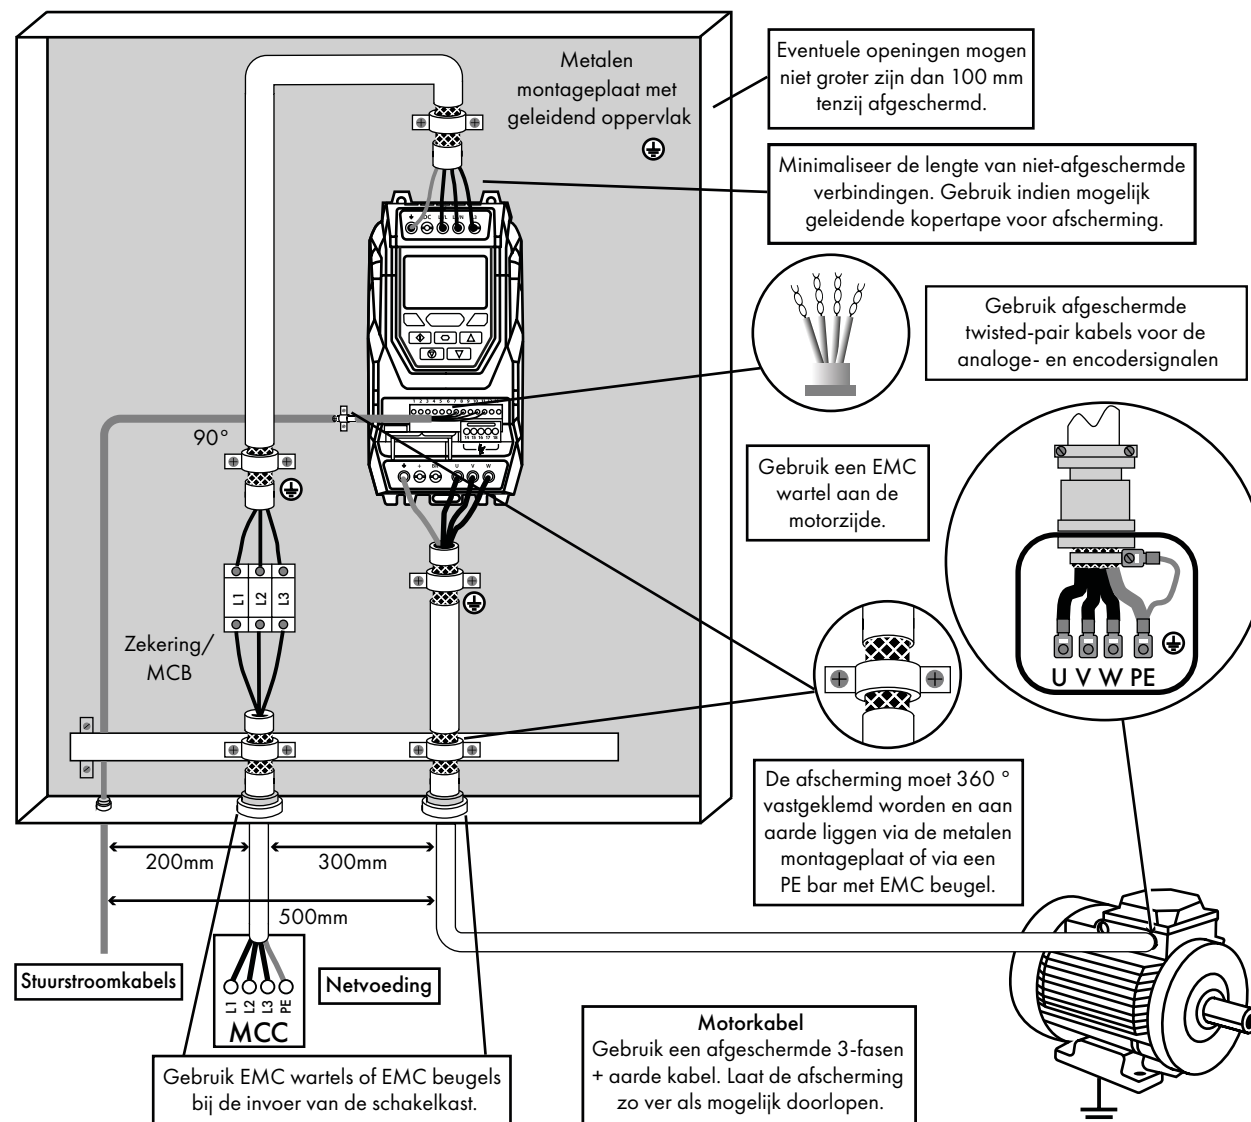 Metalen
montageplaat met
geleidend oppervlak
Eventuele openingen mogen
niet groter zijn dan 100 mm
tenzij afgeschermd.
Minimaliseer de lengte van niet-afgeschermde
verbindingen. Gebruik indien mogelijk
geleidende kopertape voor afscherming.
Gebruik afgeschermde
twisted-pair kabels voor de
analoge- en encodersignalen
90°
Gebruik een EMC
wartel aan de
motorzijde.
U V W
L1 L2 L3
Zekering/
MCB
U V W PE
De afscherming moet 360 °
vastgeklemd worden en aan
aarde liggen via de metalen
montageplaat of via een
PE bar met EMC beugel.
200mm
300mm
500mm
Stuurstroomkabels
L1 L2 L3 PE
MCC
Netvoeding
Gebruik EMC wartels of EMC beugels
bij de invoer van de schakelkast.
Motorkabel
Gebruik een afgeschermde 3-fasen
+ aarde kabel. Laat de afscherming
zo ver als mogelijk doorlopen.